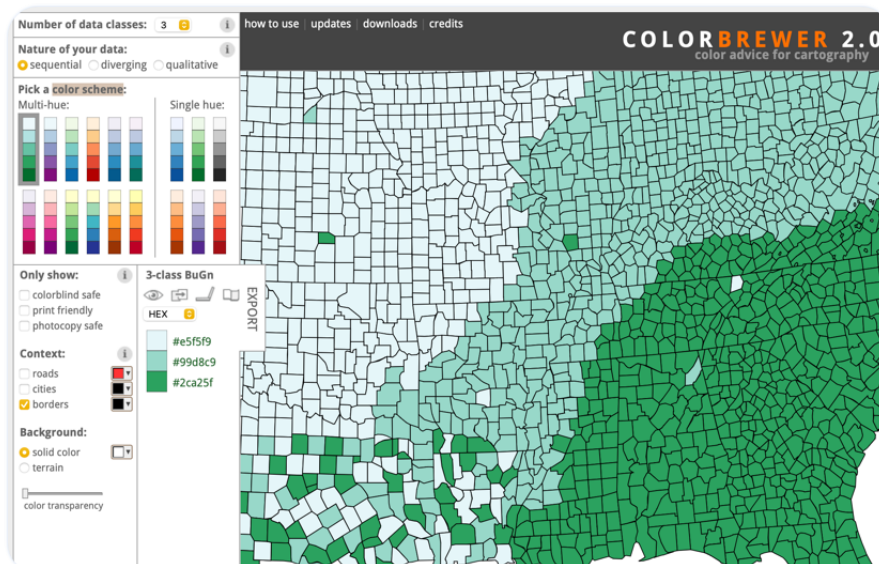 Number of data classes: 3 i
how to use | updates | downloads | credits
COLORBREWER 2.0
color advice for cartography
Nature of your data: i
sequential diverging qualitative
Pick a color scheme:
Multi-hue: Single hue:
Only show: i
colorblind safe
print friendly
photocopy safe
Context: i
roads
cities
borders
Background:
solid color
terrain
color transparency
3-class BuGn
EXPORT
HEX
#e5f5f9
#99d8c9
#2ca25f